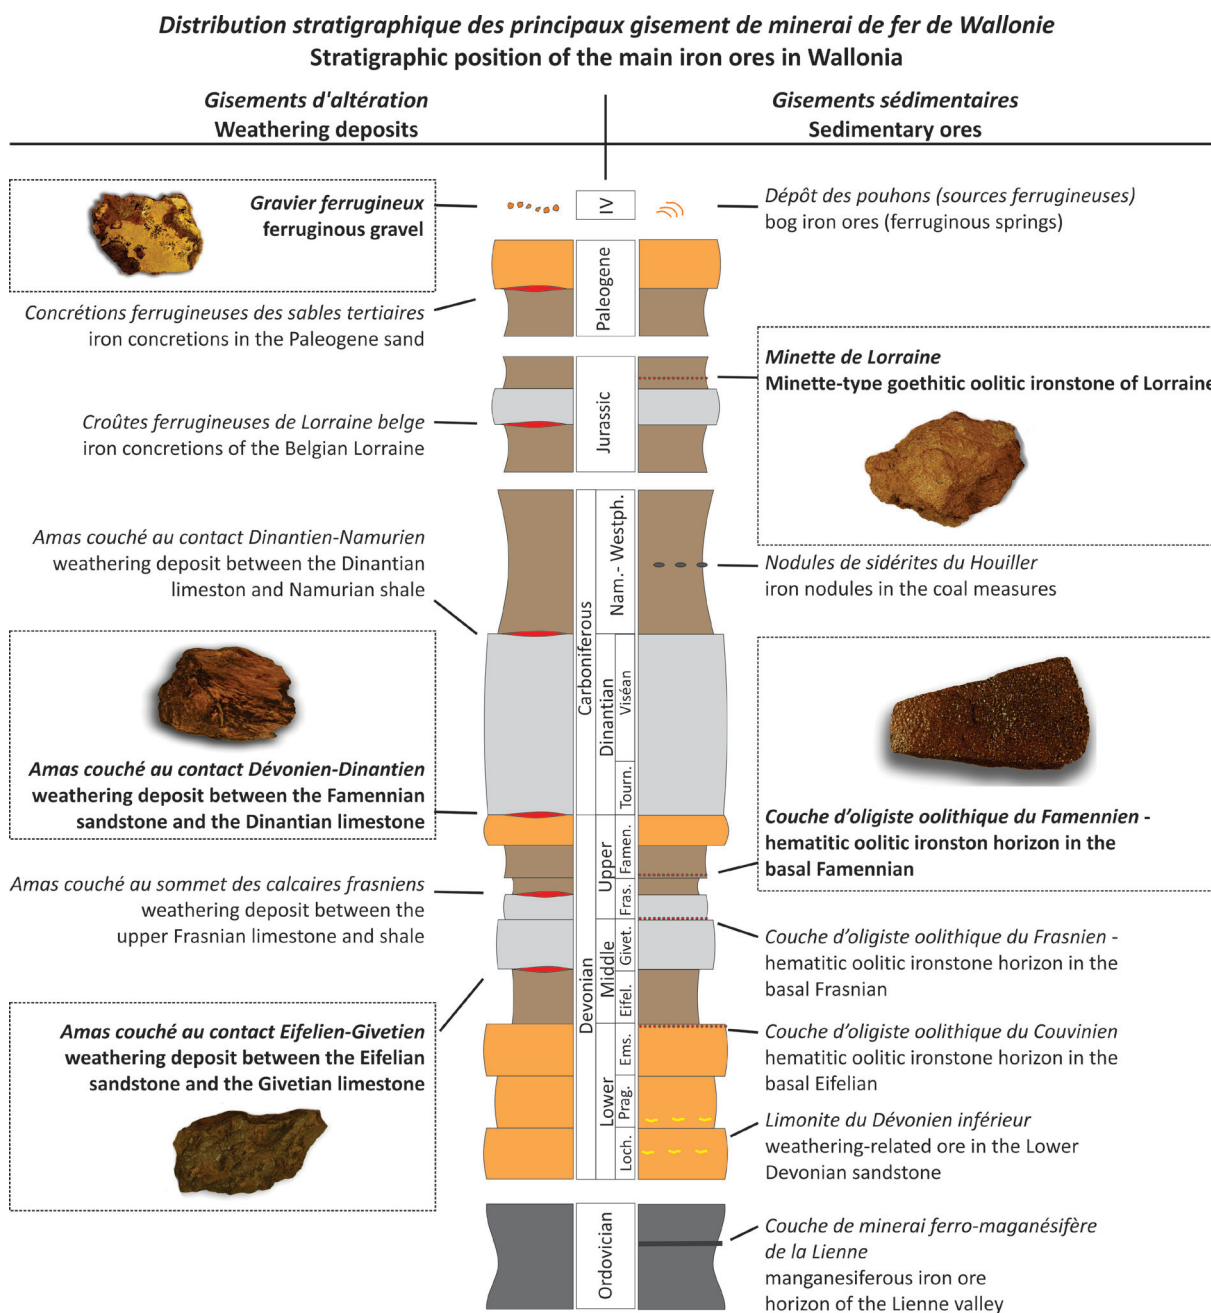 Distribution stratigraphique des principaux gisement de minerai de fer de Wallonie
Stratigraphic position of the main iron ores in Wallonia
Gisements d'altération
Weathering deposits
Gisements sédimentaires
Sedimentary ores
Gravier ferrugineux
ferruginous gravel
Concrétions ferrugineuses des sables tertiaires
iron concretions in the Paleogene sand
Croûtes ferrugineuses de Lorraine belge
iron concretions of the Belgian Lorraine
Amas couché au contact Dinantien-Namurien
weathering deposit between the Dinantian
limeston and Namurian shale
Amas couché au contact Dévonien-Dinantien
weathering deposit between the Famennian
sandstone and the Dinantian limestone
Amas couché au sommet des calcaires frasniens
weathering deposit between the
upper Frasnian limestone and shale
Amas couché au contact Eifelien-Givetien
weathering deposit between the Eifelian
sandstone and the Givetian limestone
IV
Paleogene
Jurassic
Carboniferous
Nam.- Westph.
Dinantian
Viséan
Tourn.
Devonian
Upper
Famen.
Fras.
Middle
Givet.
Eifel.
Lower
Ems.
Prag.
Loch.
Ordovician
Dépôt des pouhons (sources ferrugineuses)
bog iron ores (ferruginous springs)
Minette de Lorraine
Minette-type goethitic oolitic ironstone of Lorraine
Nodules de sidérites du Houiller
iron nodules in the coal measures
Couche d’oligiste oolithique du Famennien -
hematitic oolitic ironston horizon in the
basal Famennian
Couche d’oligiste oolithique du Frasnien -
hematitic oolitic ironstone horizon in the
basal Frasnian
Couche d’oligiste oolithique du Couvinien
hematitic oolitic ironstone horizon in the
basal Eifelian
Limonite du Dévonien inférieur
weathering-related ore in the Lower
Devonian sandstone
Couche de minerai ferro-maganésifère
de la Lienne
manganesiferous iron ore
horizon of the Lienne valley